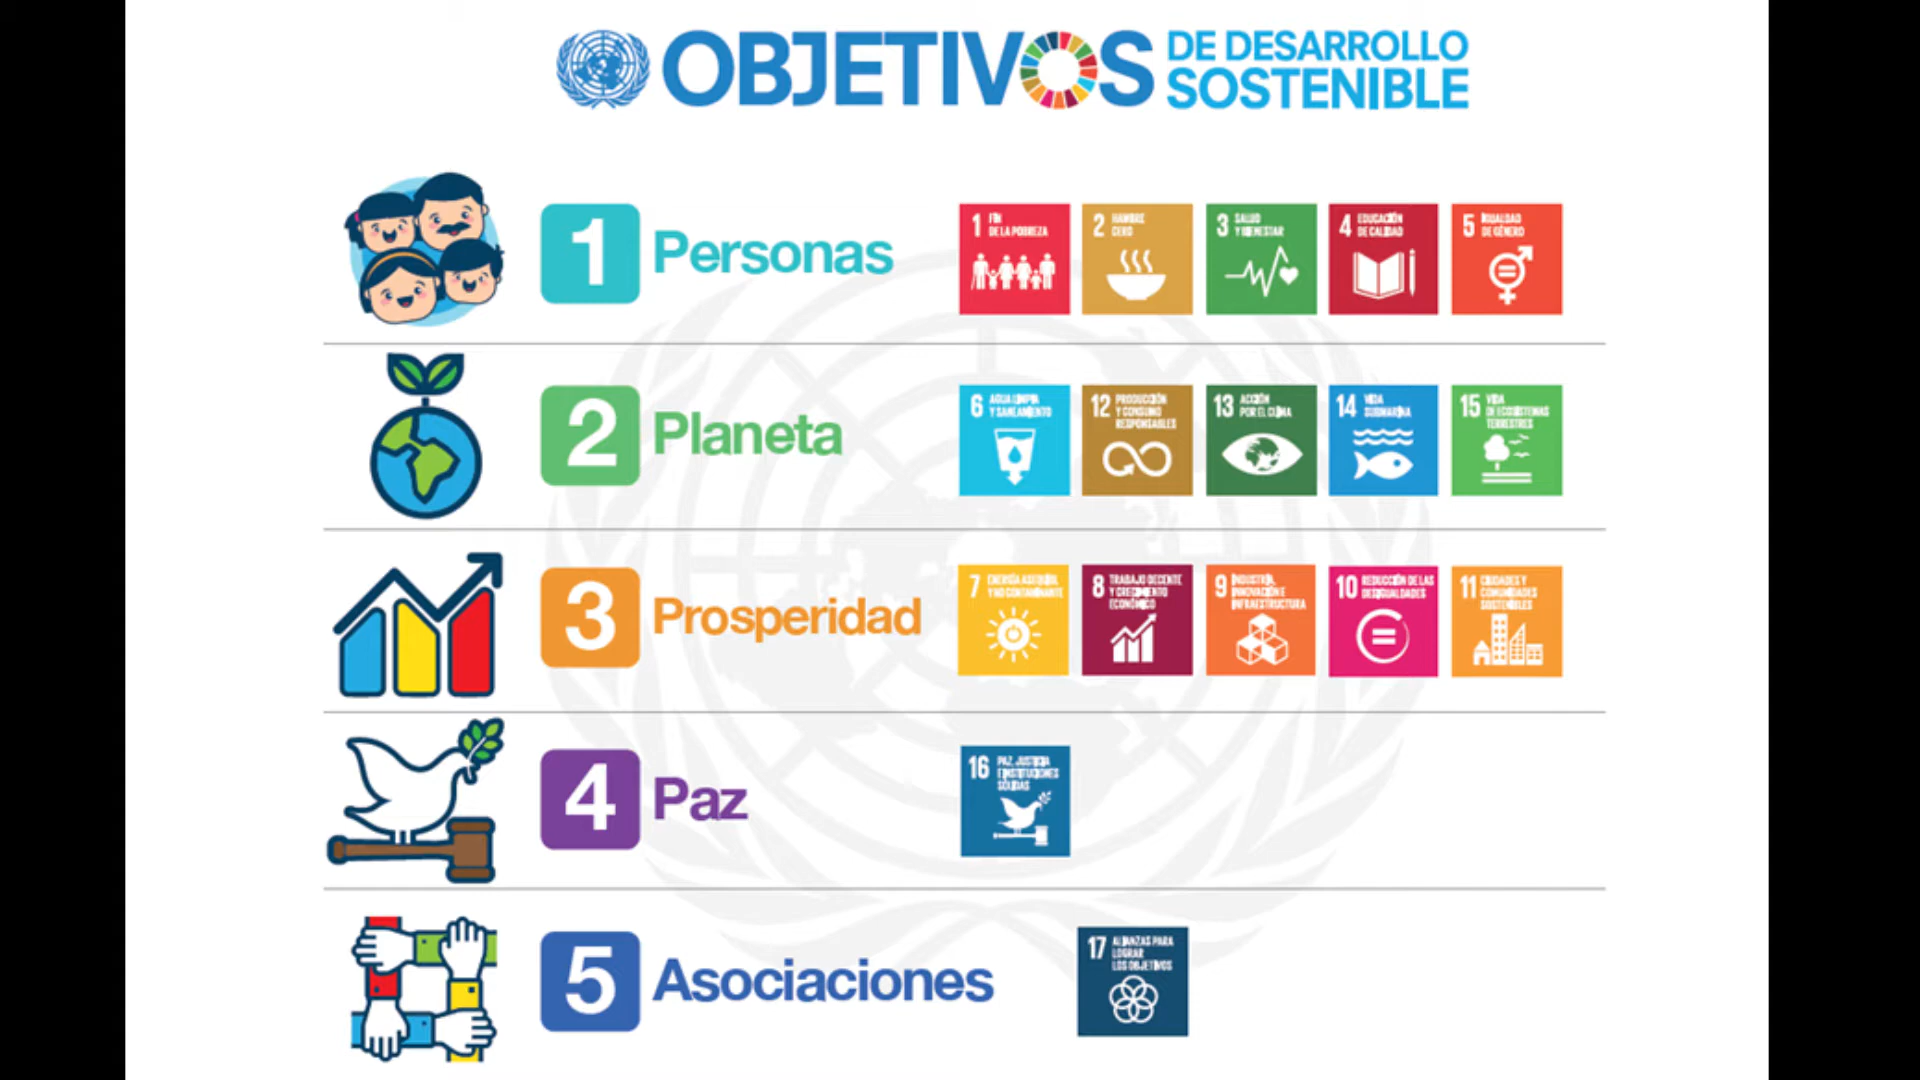 OBJETIVOS DE DESARROLLO
SOSTENIBLE
1 Personas
1 FIN
DE LA POBREZA
2 HAMBRE
CERO
3 SALUD
Y BIENESTAR
4 EDUCACIÓN
DE CALIDAD
5 IGUALDAD
DE GÉNERO
2 Planeta
6 AGUA LIMPIA
Y SANEAMIENTO
12 PRODUCCIÓN
Y CONSUMO
RESPONSABLES
13 ACCIÓN
POR EL CLIMA
14 VIDA
SUBMARINA
15 VIDA
DE ECOSISTEMAS
TERRESTRES
3 Prosperidad
7 ENERGÍA ASEQUIBLE
Y NO CONTAMINANTE
8 TRABAJO DECENTE
Y CRECIMIENTO
ECONÓMICO
9 INDUSTRIA,
INNOVACIÓN E
INFRAESTRUCTURA
10 REDUCCIÓN DE LAS
DESIGUALDADES
11 CIUDADES Y
COMUNIDADES
SOSTENIBLES
4 Paz
16 PAZ, JUSTICIA
E INSTITUCIONES
SÓLIDAS
5 Asociaciones
17 ALIANZAS PARA
LOGRAR
LOS OBJETIVOS